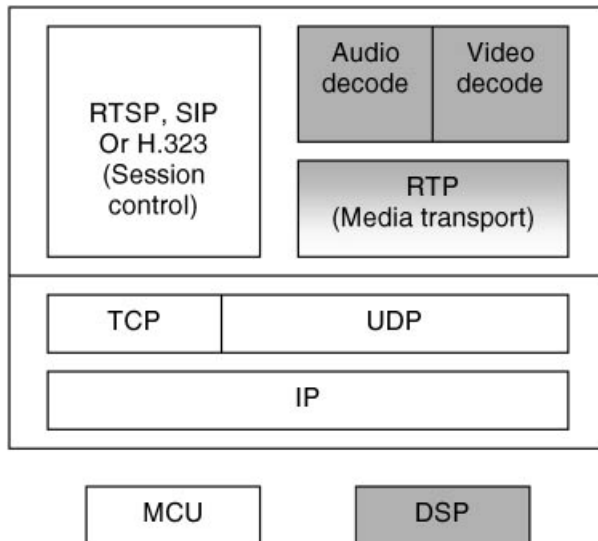 RTSP, SIP
Or H.323
(Session
control)
Audio
decode
Video
decode
RTP
(Media transport)
TCP
UDP
IP
MCU
DSP